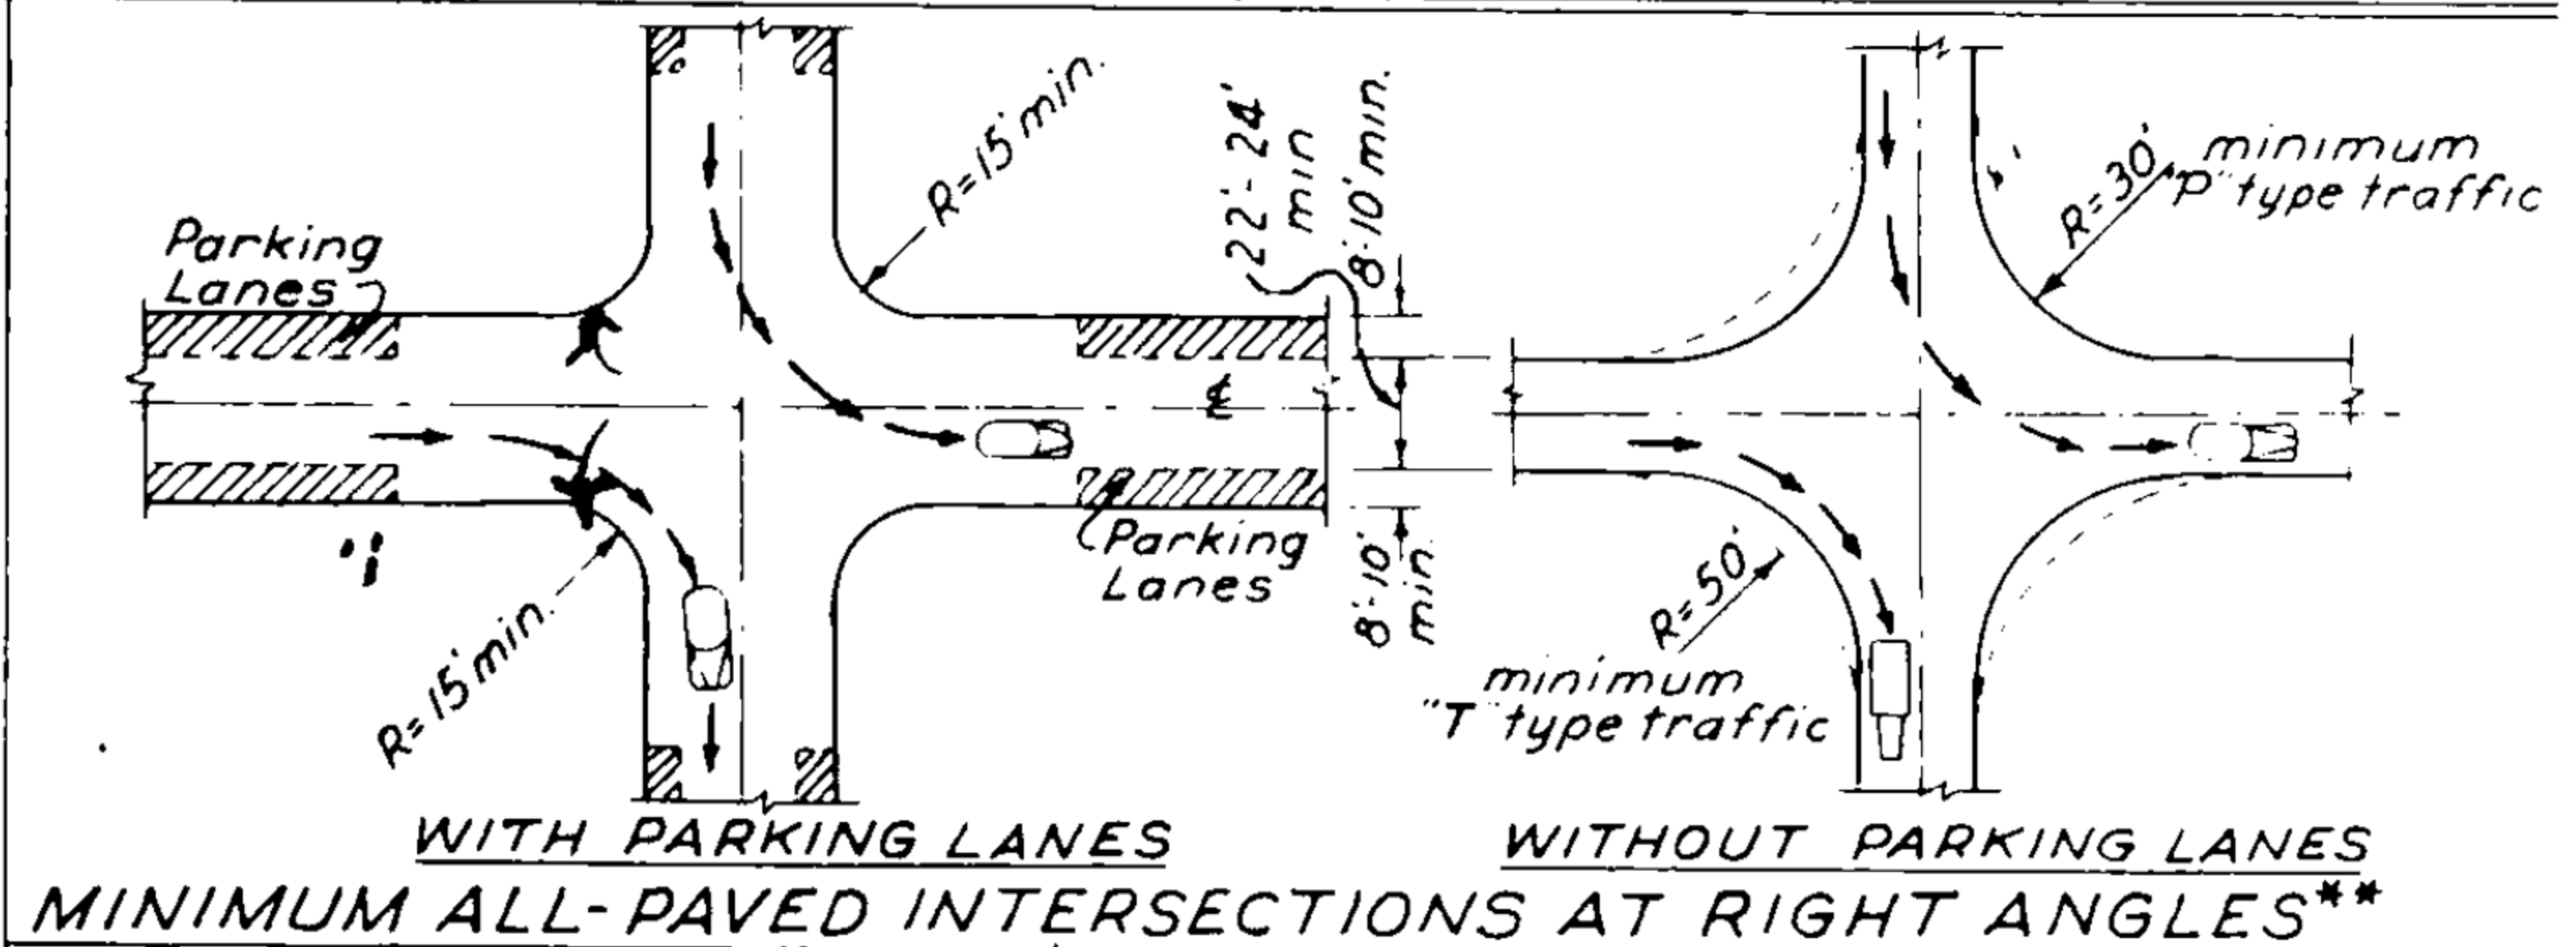 Parking
Lanes
R=15' min.
22'-24'
min
8'-10' min.
℄
Parking
Lanes
8'-10'
min
R=15' min.
WITH PARKING LANES
R=30'
minimum
"P" type traffic
R=50'
minimum
"T" type traffic
WITHOUT PARKING LANES
MINIMUM ALL-PAVED INTERSECTIONS AT RIGHT ANGLES**